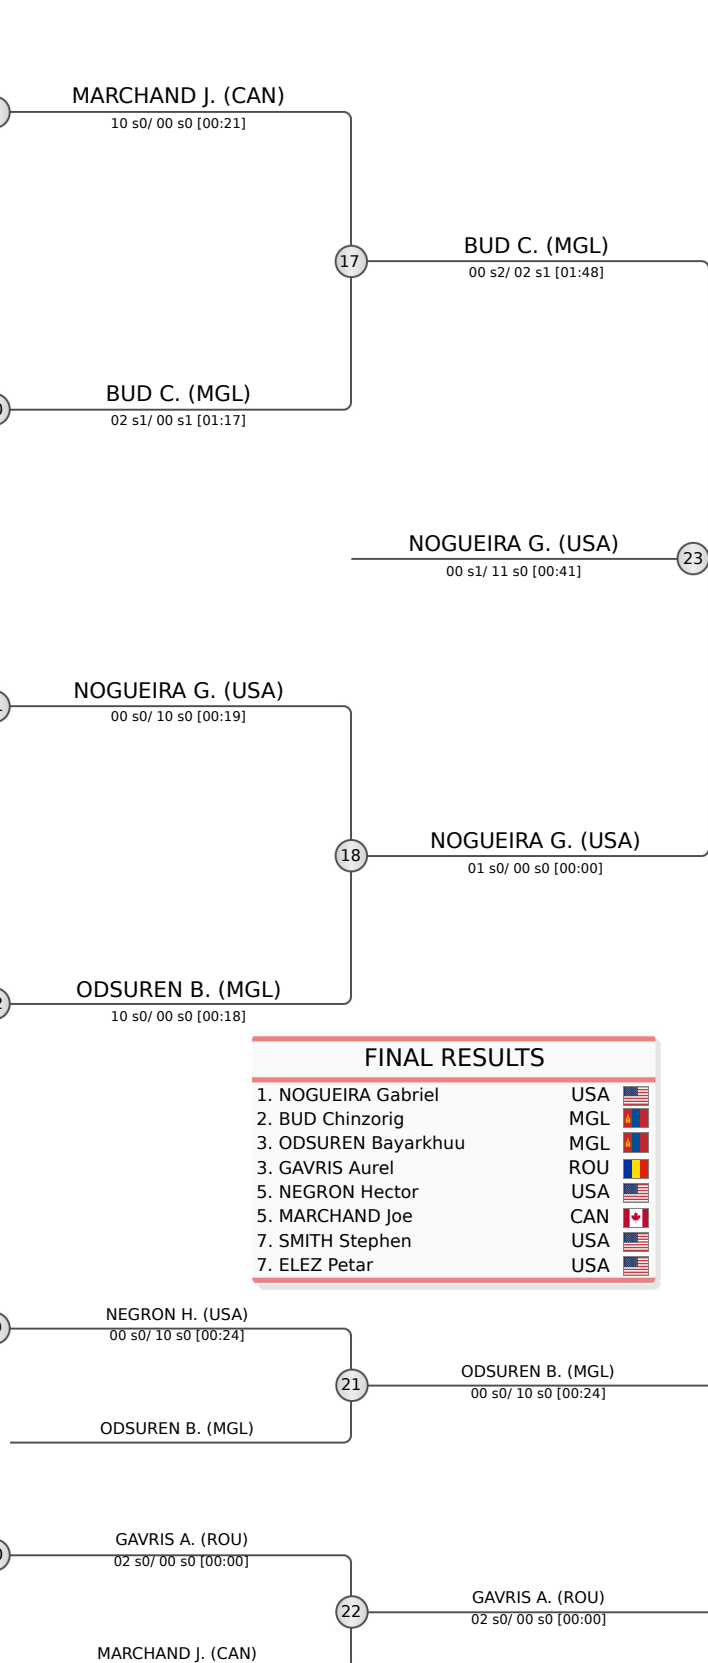 MARCHAND J. (CAN)
10 s0/ 00 s0 [00:21]
17
BUD C. (MGL)
00 s2/ 02 s1 [01:48]
BUD C. (MGL)
02 s1/ 00 s1 [01:17]
NOGUEIRA G. (USA)
00 s1/ 11 s0 [00:41]
23
NOGUEIRA G. (USA)
00 s0/ 10 s0 [00:19]
18
NOGUEIRA G. (USA)
01 s0/ 00 s0 [00:00]
ODSUREN B. (MGL)
10 s0/ 00 s0 [00:18]
FINAL RESULTS
1. NOGUEIRA Gabriel USA
2. BUD Chinzorig MGL
3. ODSUREN Bayarkhuu MGL
3. GAVRIS Aurel ROU
5. NEGRON Hector USA
5. MARCHAND Joe CAN
7. SMITH Stephen USA
7. ELEZ Petar USA
NEGRON H. (USA)
00 s0/ 10 s0 [00:24]
21
ODSUREN B. (MGL)
00 s0/ 10 s0 [00:24]
ODSUREN B. (MGL)
GAVRIS A. (ROU)
02 s0/ 00 s0 [00:00]
22
GAVRIS A. (ROU)
02 s0/ 00 s0 [00:00]
MARCHAND J. (CAN)